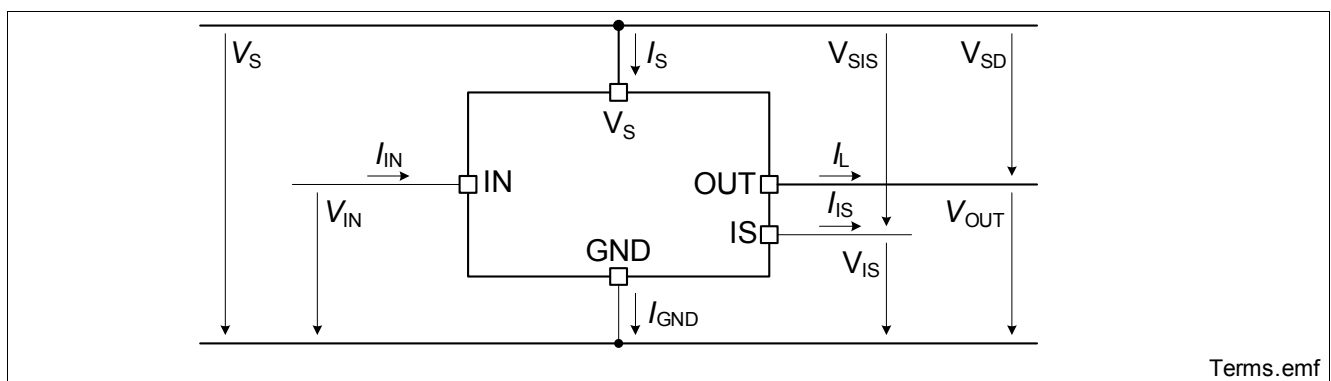 VS
IS
VSIS
VSD
VS
IIN
IN
OUT
IL
VIN
IIS
IS
VOUT
GND
VIS
IGND
Terms.emf